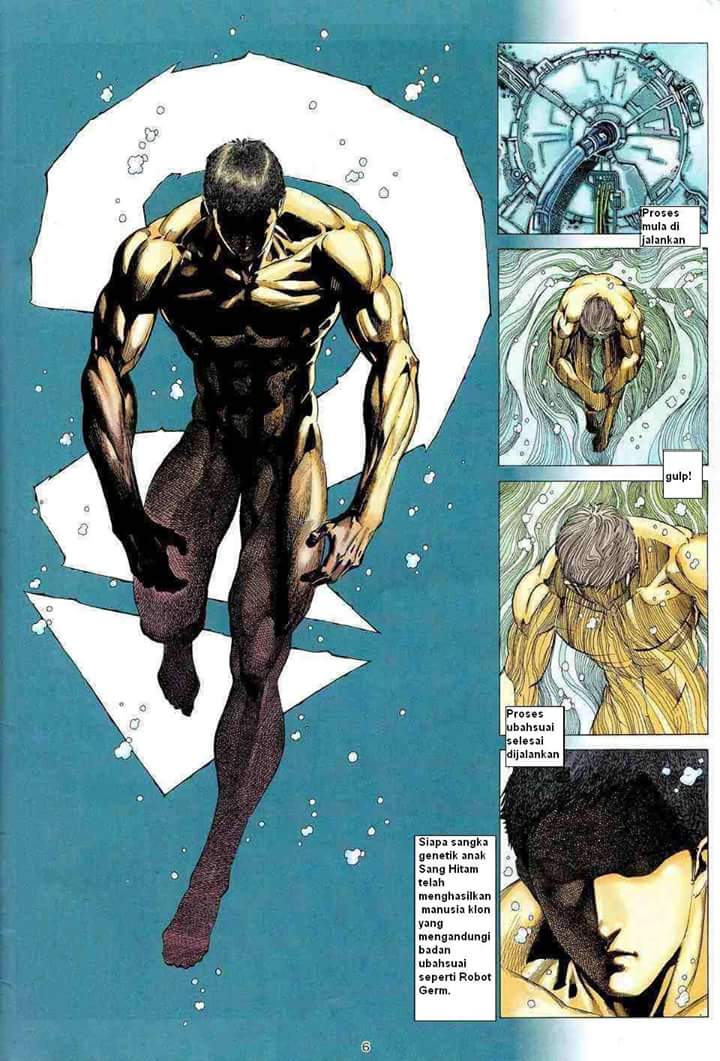 Proses
mula di
jalankan
gulp!
Proses
ubahsuai
selesai
dijalankan
Siapa sangka
genetik anak
Sang Hitam
telah
menghasilkan
manusia klon
yang
mengandungi
badan
ubahsuai
seperti Robot
Germ.
6